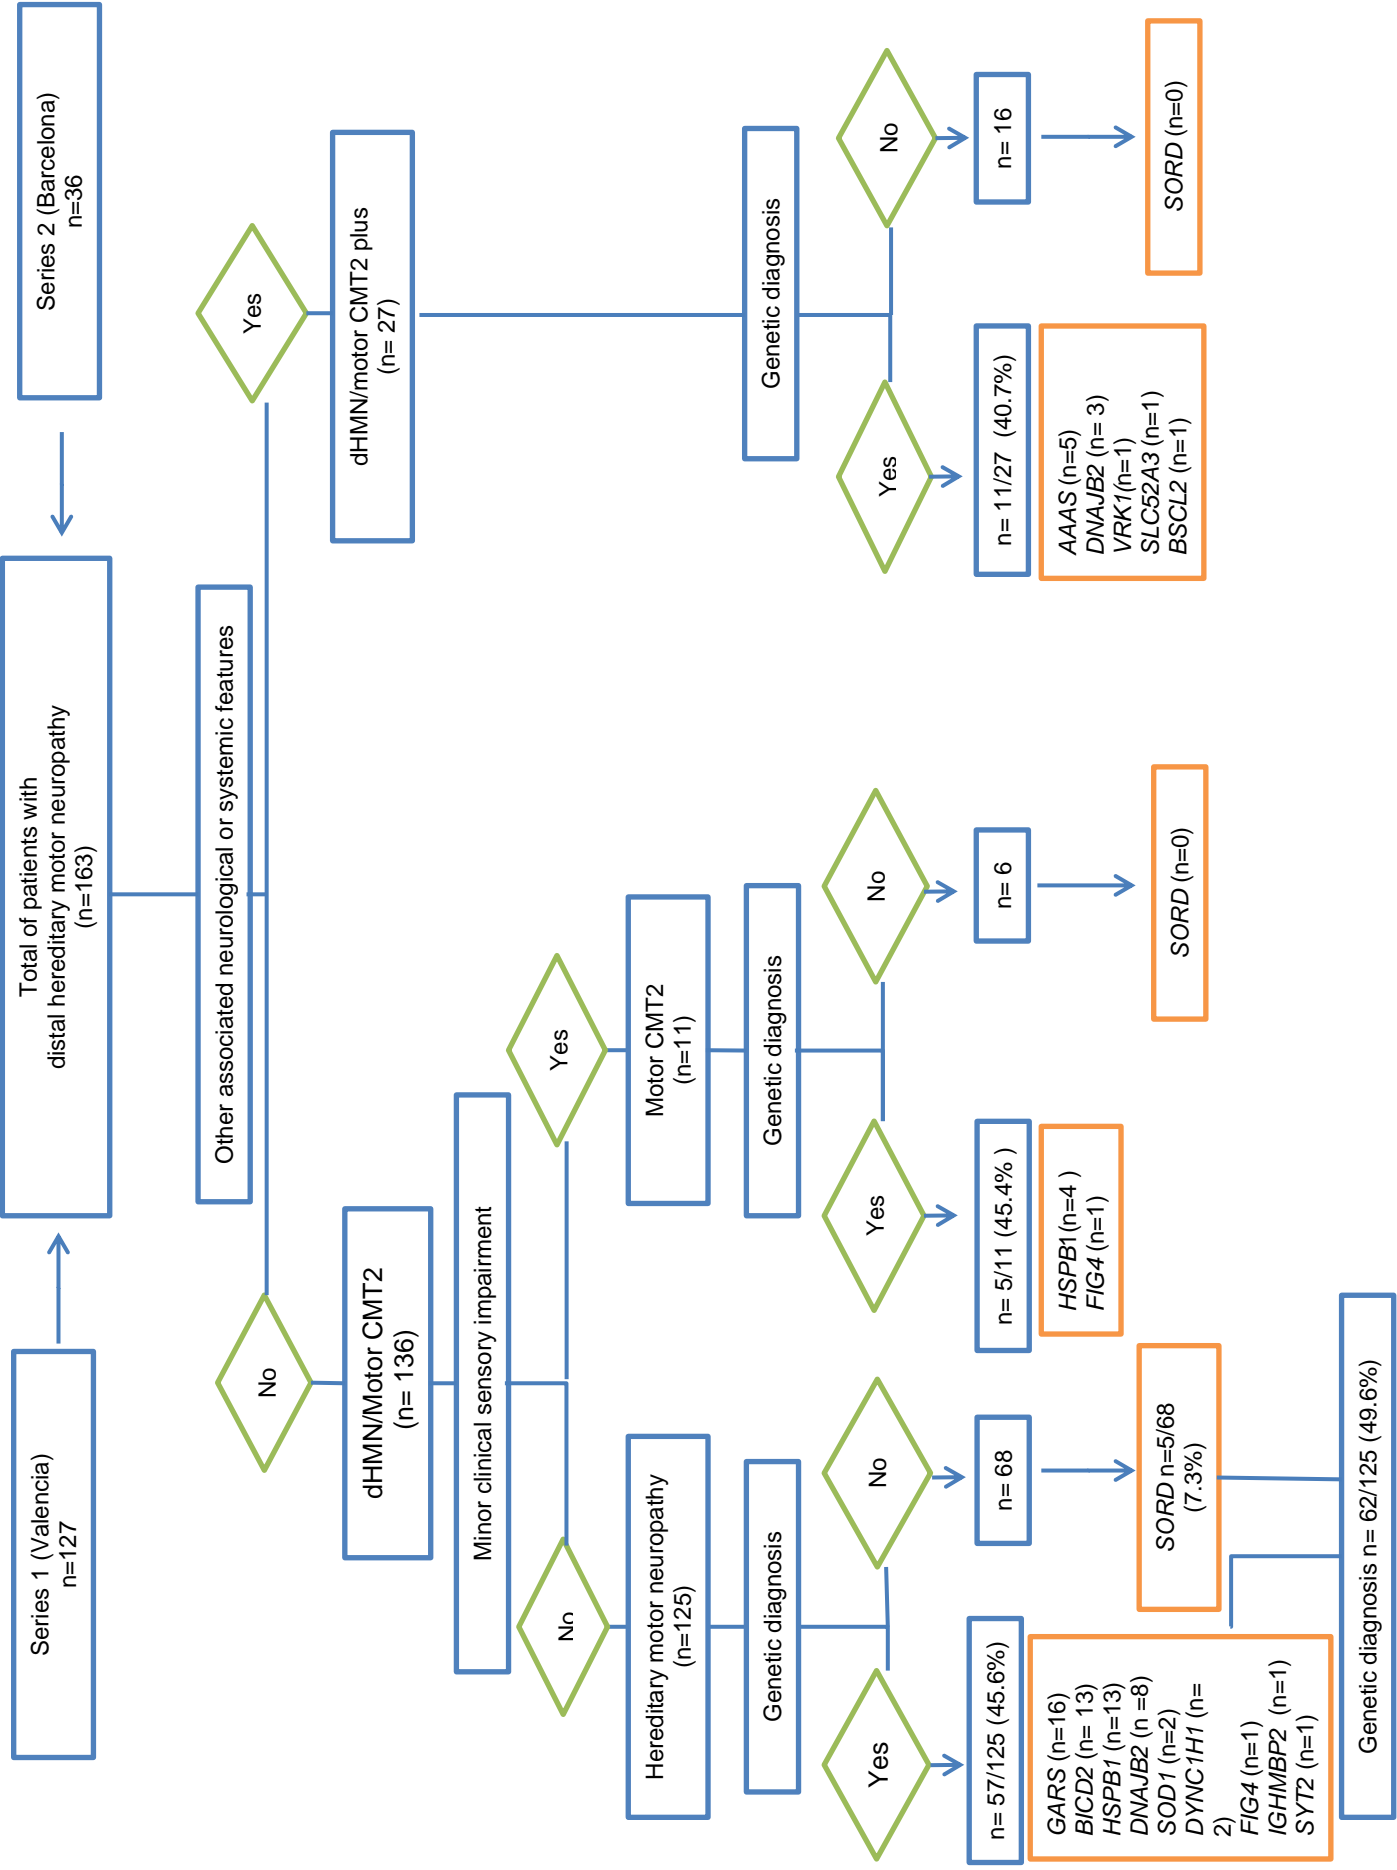 Series 1 (Valencia)
n=127
Total of patients with
distal hereditary motor neuropathy
(n=163)
Series 2 (Barcelona)
n=36
Other associated neurological or systemic features
No
Yes
dHMN/Motor CMT2
(n= 136)
dHMN/motor CMT2 plus
(n= 27)
Minor clinical sensory impairment
No
Yes
Hereditary motor neuropathy
(n=125)
Motor CMT2
(n=11)
Genetic diagnosis
Genetic diagnosis
Genetic diagnosis
Yes
No
Yes
No
Yes
No
n= 57/125 (45.6%)
n= 68
n= 5/11 (45.4% )
n= 6
n= 11/27 (40.7%)
n= 16
GARS (n=16)
BICD2 (n= 13)
HSPB1 (n=13)
DNAJB2 (n =8)
SOD1 (n=2)
DYNC1H1 (n=
2)
FIG4 (n=1)
IGHMBP2 (n=1)
SYT2 (n=1)
SORD n=5/68
(7.3%)
HSPB1(n=4 )
FIG4 (n=1)
SORD (n=0)
AAAS (n=5)
DNAJB2 (n= 3)
VRK1(n=1)
SLC52A3 (n=1)
BSCL2 (n=1)
SORD (n=0)
Genetic diagnosis n= 62/125 (49.6%)